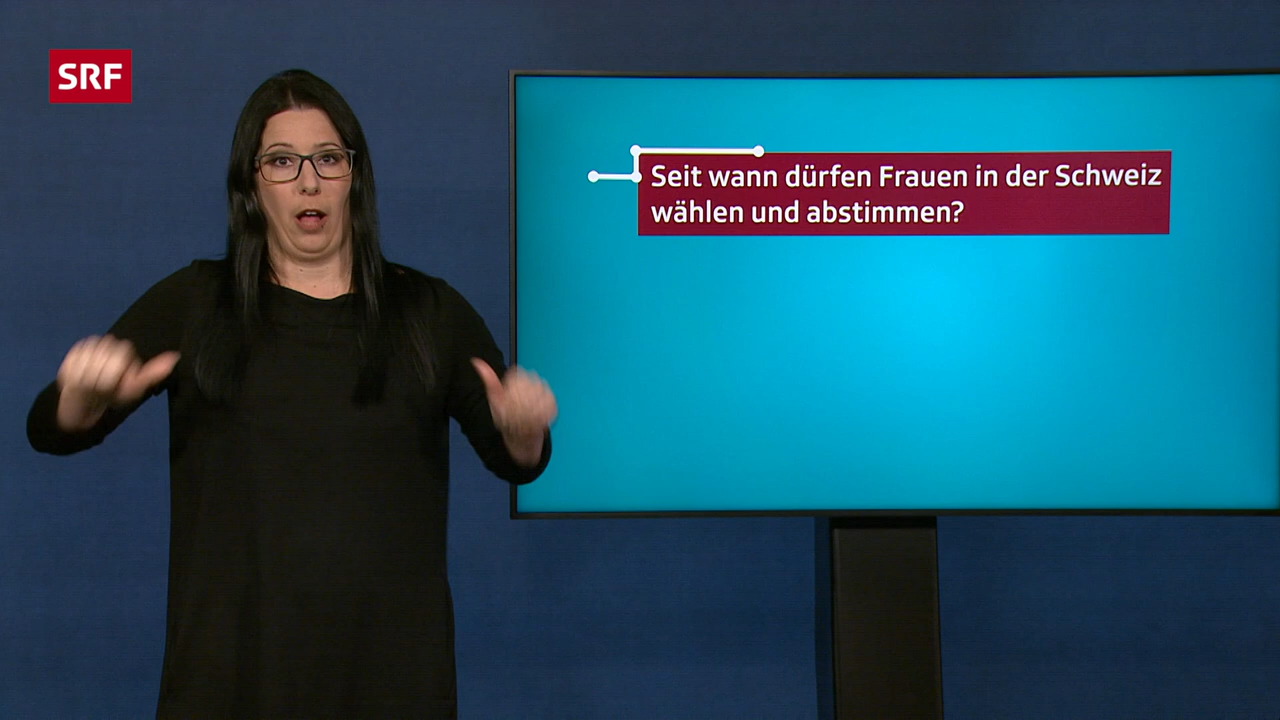 SRF
Seit wann dürfen Frauen in der Schweiz
wählen und abstimmen?